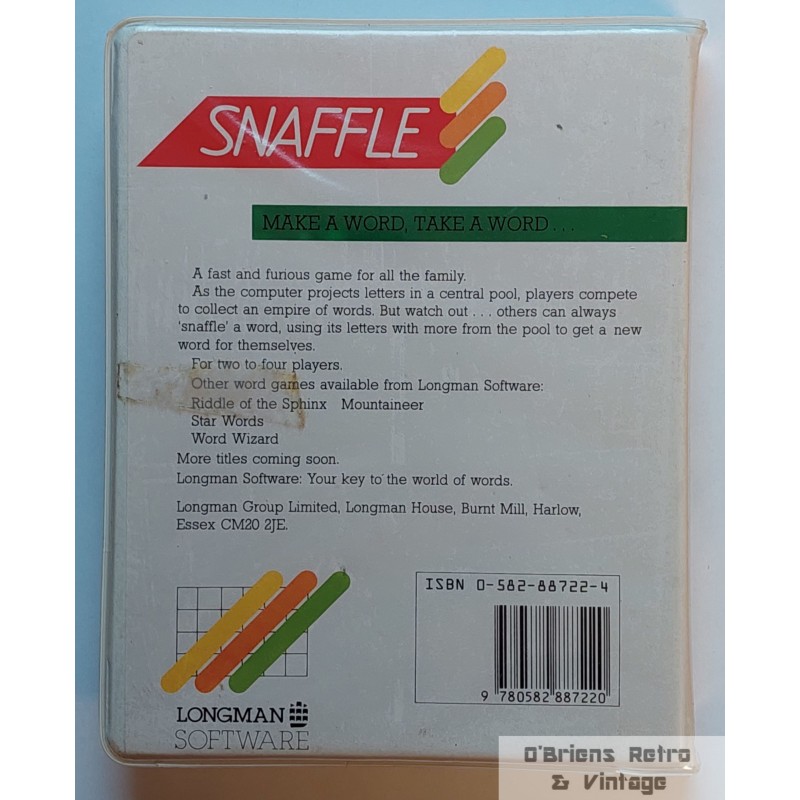 SNAFFLE
MAKE A WORD, TAKE A WORD...
A fast and furious game for all the family.
As the computer projects letters in a central pool, players compete
to collect an empire of words. But watch out... others can always
'snaffle' a word, using its letters with more from the pool to get a new
word for themselves.
For two to four players.
Other word games available from Longman Software:
Riddle of the Sphinx Mountaineer
Star Words
Word Wizard
More titles coming soon.
Longman Software: Your key to the world of words.
Longman Group Limited, Longman House, Burnt Mill, Harlow,
Essex CM20 2JE.
ISBN 0-582-88722-4
9 780582 887220
LONGMAN
SOFTWARE
O'Briens Retro
& Vintage